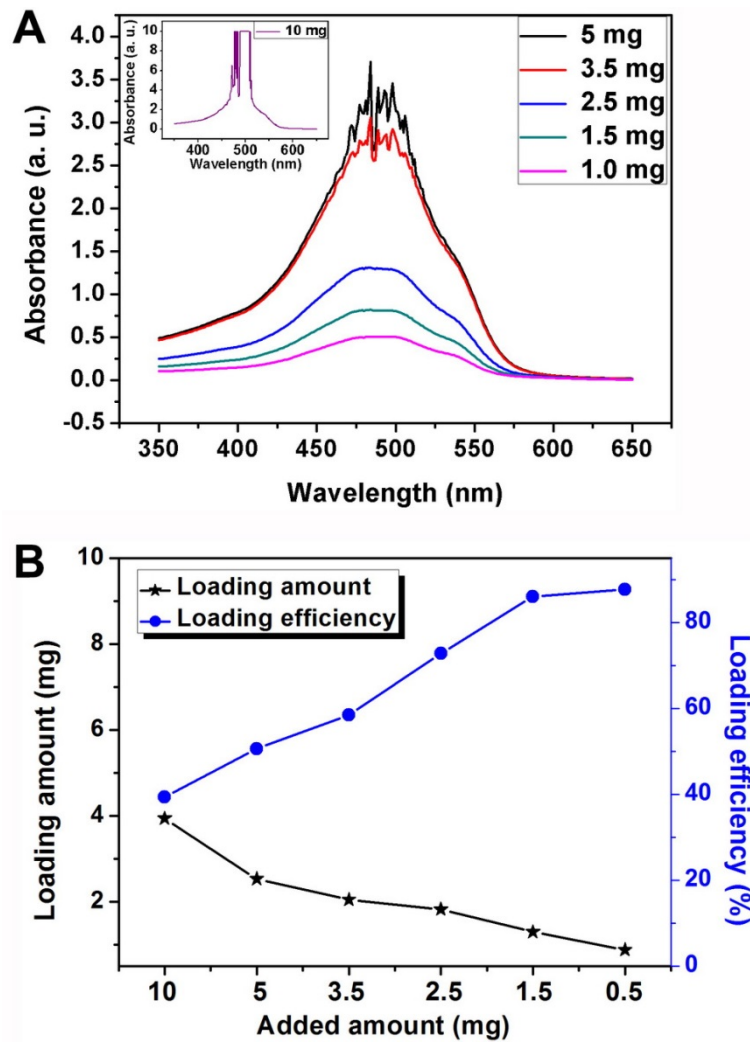 A
Absorbance (a. u.)
4.0
3.5
3.0
2.5
2.0
1.5
1.0
0.5
0.0
-0.5
Absorbance (a. u.)
10
8
6
4
2
0
10 mg
400 500 600
Wavelength (nm)
5 mg
3.5 mg
2.5 mg
1.5 mg
1.0 mg
350 400 450 500 550 600 650
Wavelength (nm)
B
Loading amount (mg)
10
8
6
4
2
Loading amount
Loading efficiency
80
60
40
20
0
Loading efficiency (%)
10 5 3.5 2.5 1.5 0.5
Added amount (mg)